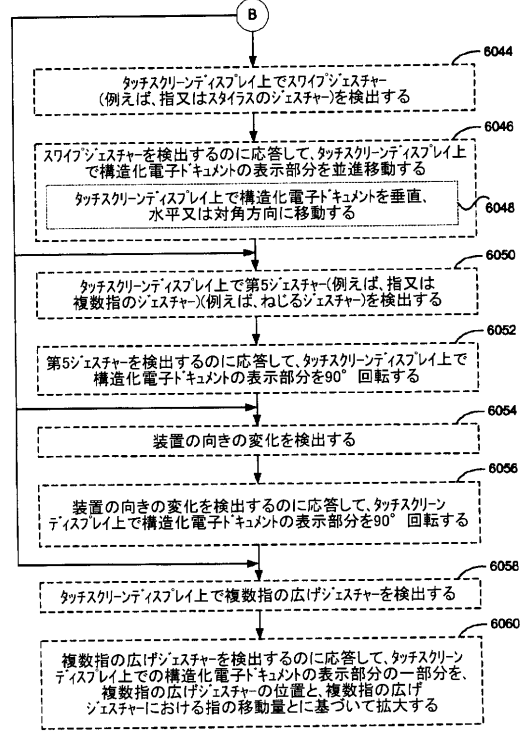 B
6044
ﾀｯﾁｽｸﾘｰﾝﾃﾞｨｽﾌﾟﾚｲ上でｽﾜｲﾌﾟｼﾞｪｽﾁｬｰ
(例えば、指又はｽﾀｲﾗｽのｼﾞｪｽﾁｬｰ)を検出する
6046
ｽﾜｲﾌﾟｼﾞｪｽﾁｬｰを検出するのに応答して、ﾀｯﾁｽｸﾘｰﾝﾃﾞｨｽﾌﾟﾚｲ上
で構造化電子ﾄﾞｷｭﾒﾝﾄの表示部分を並進移動する
ﾀｯﾁｽｸﾘｰﾝﾃﾞｨｽﾌﾟﾚｲ上で構造化電子ﾄﾞｷｭﾒﾝﾄを垂直、
水平又は対角方向に移動する
6048
6050
ﾀｯﾁｽｸﾘｰﾝﾃﾞｨｽﾌﾟﾚｲ上で第5ｼﾞｪｽﾁｬｰ(例えば、指又は
複数指のｼﾞｪｽﾁｬｰ)(例えば、ねじるｼﾞｪｽﾁｬｰ)を検出する
6052
第5ｼﾞｪｽﾁｬｰを検出するのに応答して、ﾀｯﾁｽｸﾘｰﾝﾃﾞｨｽﾌﾟﾚｲ上で
構造化電子ﾄﾞｷｭﾒﾝﾄの表示部分を90° 回転する
6054
装置の向きの変化を検出する
6056
装置の向きの変化を検出するのに応答して、ﾀｯﾁｽｸﾘｰﾝ
ﾃﾞｨｽﾌﾟﾚｲ上で構造化電子ﾄﾞｷｭﾒﾝﾄの表示部分を90° 回転する
6058
ﾀｯﾁｽｸﾘｰﾝﾃﾞｨｽﾌﾟﾚｲ上で複数指の広げｼﾞｪｽﾁｬｰを検出する
6060
複数指の広げｼﾞｪｽﾁｬｰを検出するのに応答して、ﾀｯﾁｽｸﾘｰﾝ
ﾃﾞｨｽﾌﾟﾚｲ上での構造化電子ﾄﾞｷｭﾒﾝﾄの表示部分の一部分を、
複数指の広げｼﾞｪｽﾁｬｰの位置と、複数指の広げ
ｼﾞｪｽﾁｬｰにおける指の移動量とに基づいて拡大する